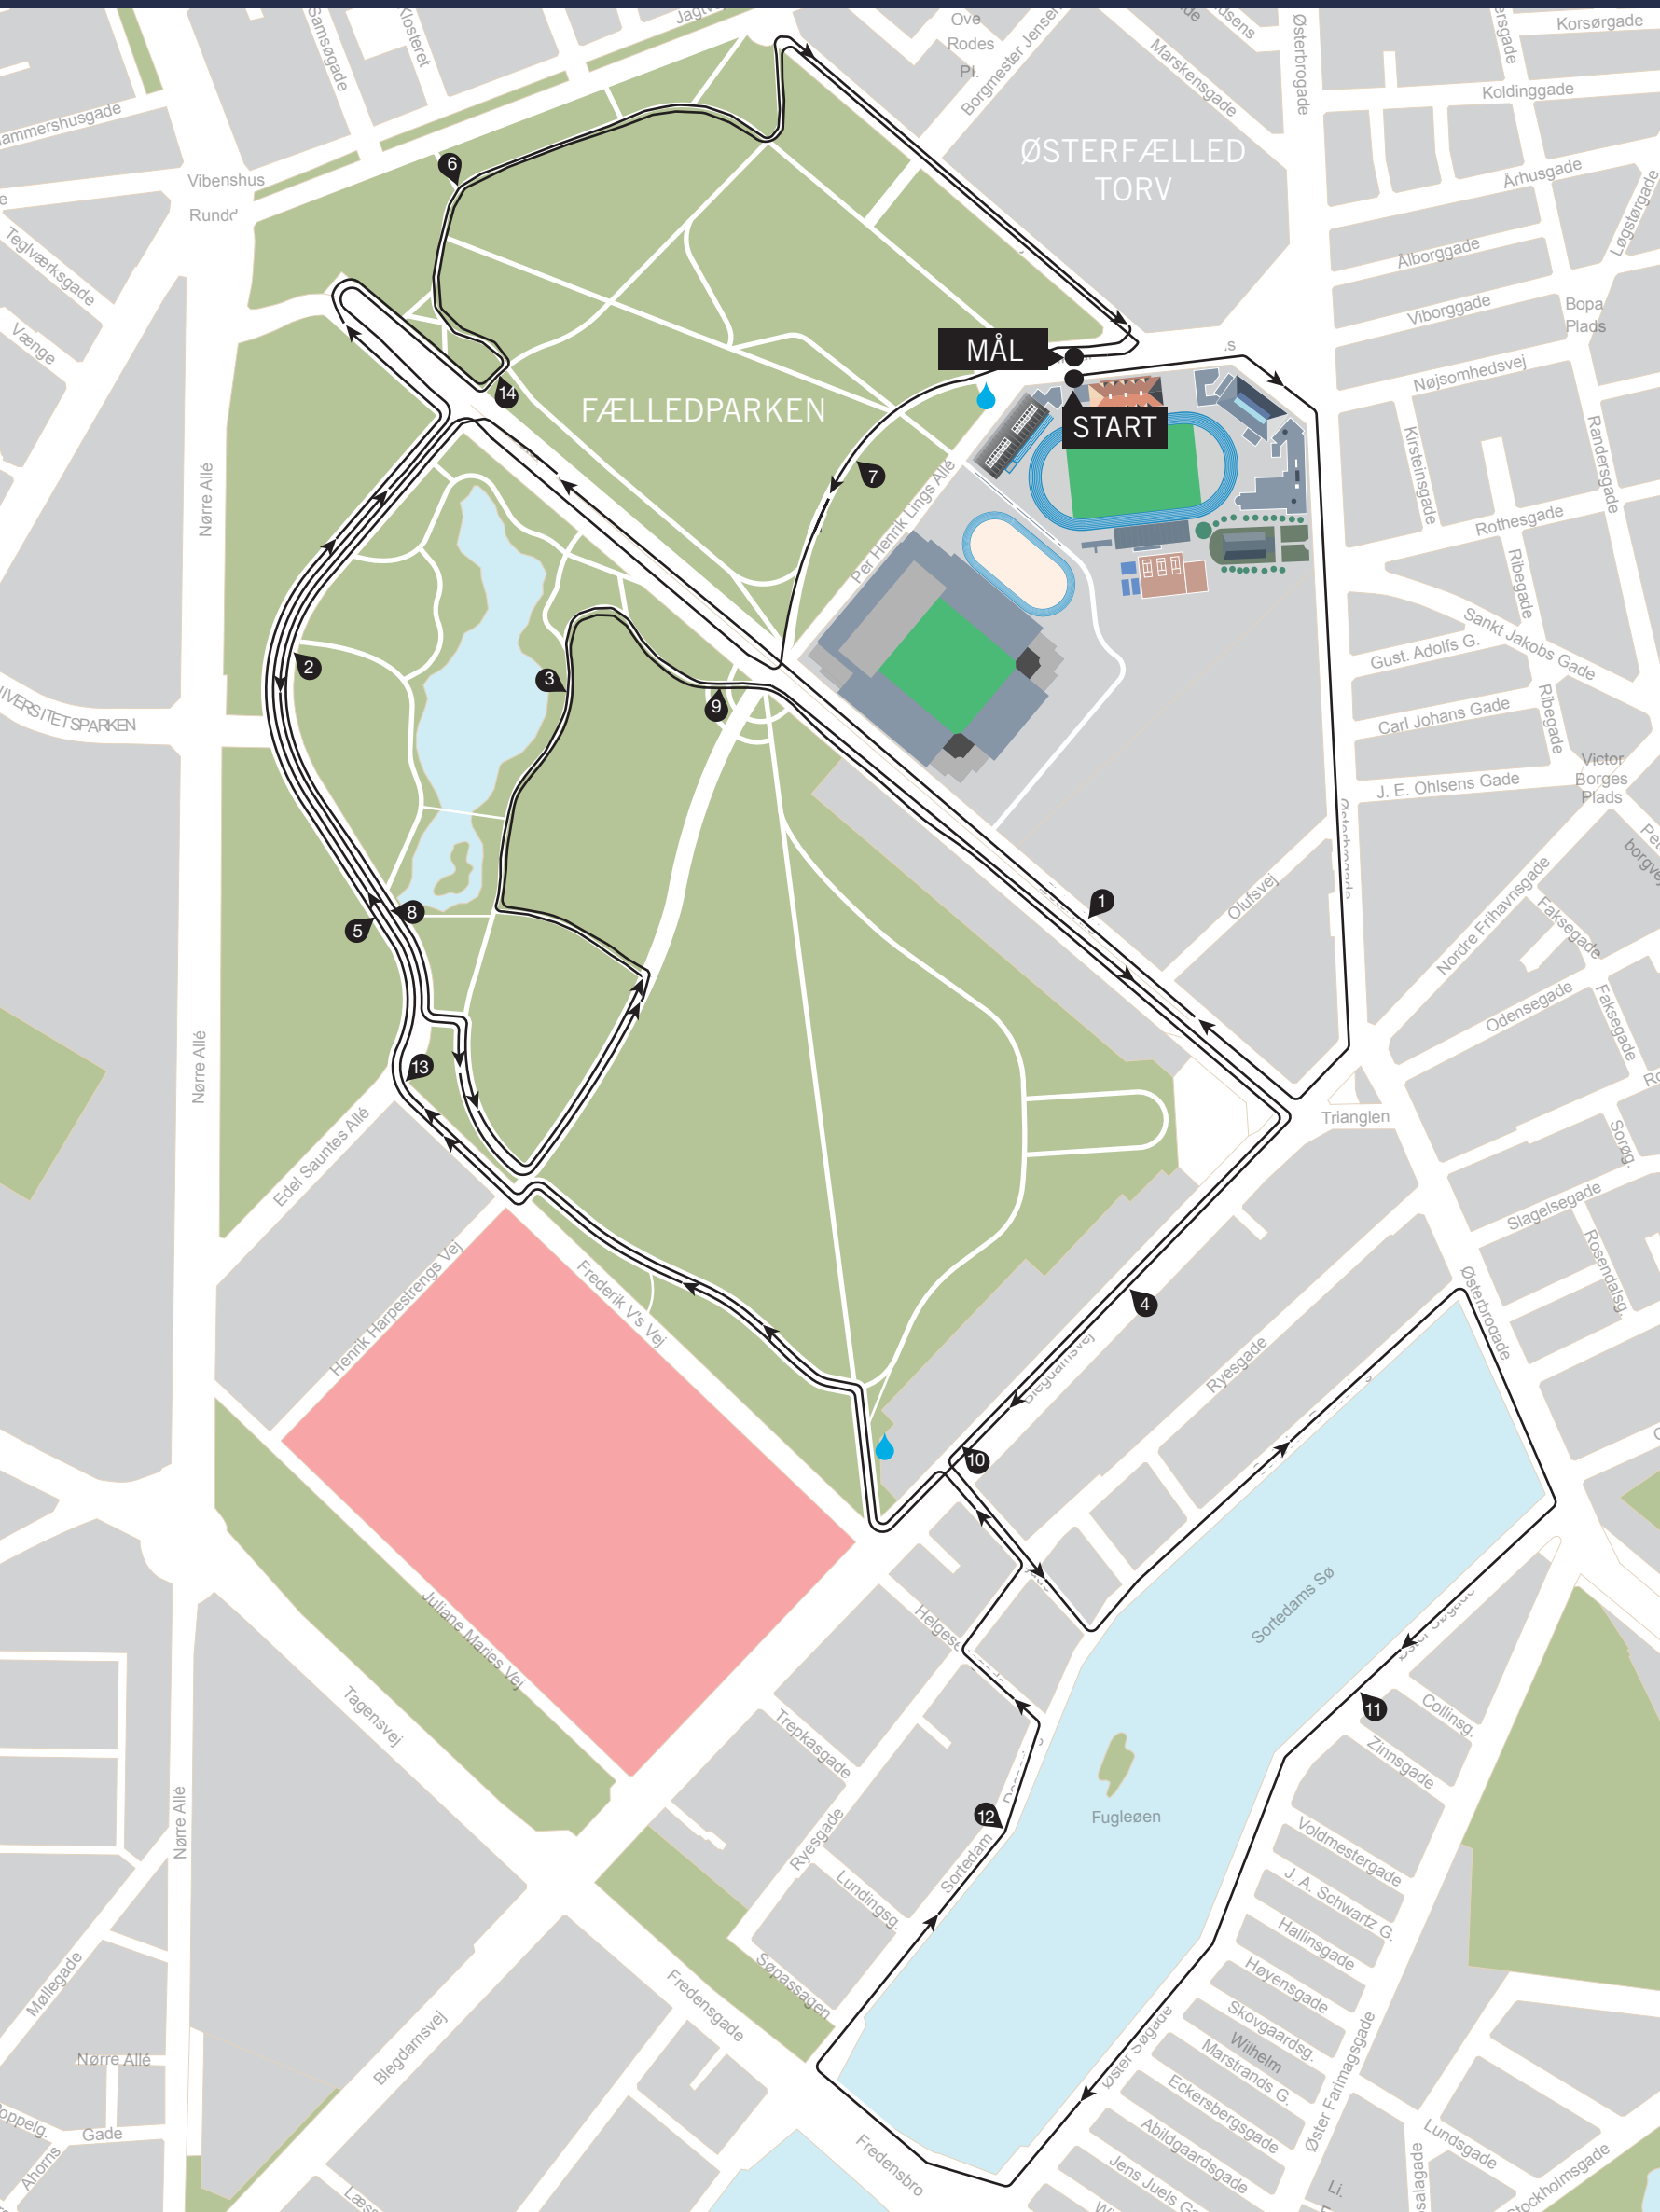 Samsøgade
Klosteret
Ove
Rodes
Pl.
Borgmester Jensens
Marskensgade
Østerbrogade
Korsørgade
Koldinggade
Århusgade
Løgstørgade
Ålborggade
Viborggade
Bopa
Plads
Nøjsomhedsvej
Randersgade
Kirsteinsgade
Rothesgade
Ribegade
Sankt Jakobs Gade
Gust. Adolfs G.
Carl Johans Gade
Ribegade
Victor
Borges
Plads
J. E. Ohlsens Gade
Vibenshus
Teglværksgade
Vænge
ØSTERFÆLLED
TORV
6
MÅL
14
FÆLLEDPARKEN
START
7
Per Henrik Lings Allé
Nørre Allé
2
3
9
1
Olufsvej
Nordre Frihavnsgade
Faksegade
Odensegade
Faksegade
8
5
13
Nørre Allé
Edel Sauntes Allé
Trianglen
Sorøg.
Slagelsegade
Rosendalsg
Østerbrogade
Henrik Harpestrengs Vej
Frederik V's Vej
4
Blegdamsvej
Ryesgade
10
Sortedams Sø
Juliane Maries Vej
Tagensvej
Trepkasgade
Ryesgade
Lundingsg.
12
Sortedam
Fugleøen
11
Collinsg.
Zinnsgade
Voldmestergade
J. A. Schwartz G.
Hallinsgade
Høyensgade
Skovgaardsg.
Wilhelm
Marstrands G.
Eckersbergsgade
Abildgaardsgade
Jens Juels G
Øster Søgade
Øster Farimagsgade
Lundsgade
Stockholmsgade
Li.
Søpassagen
Fredensgade
Fredensbro
Nørre Allé
Møllegade
Nørre Allé
Gade
Ahorns
Blegdamsvej